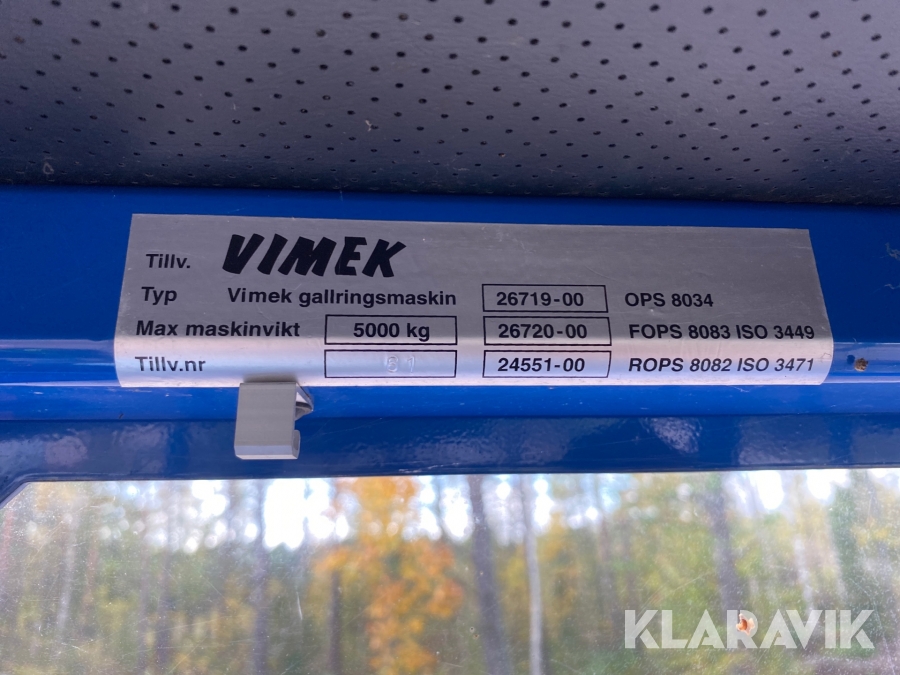 Tillv. VIMEK
Typ Vimek gallringsmaskin 26719-00 OPS 8034
Max maskinvikt 5000 kg 26720-00 FOPS 8083 ISO 3449
Tillv.nr 24551-00 ROPS 8082 ISO 3471
KLARAVIK